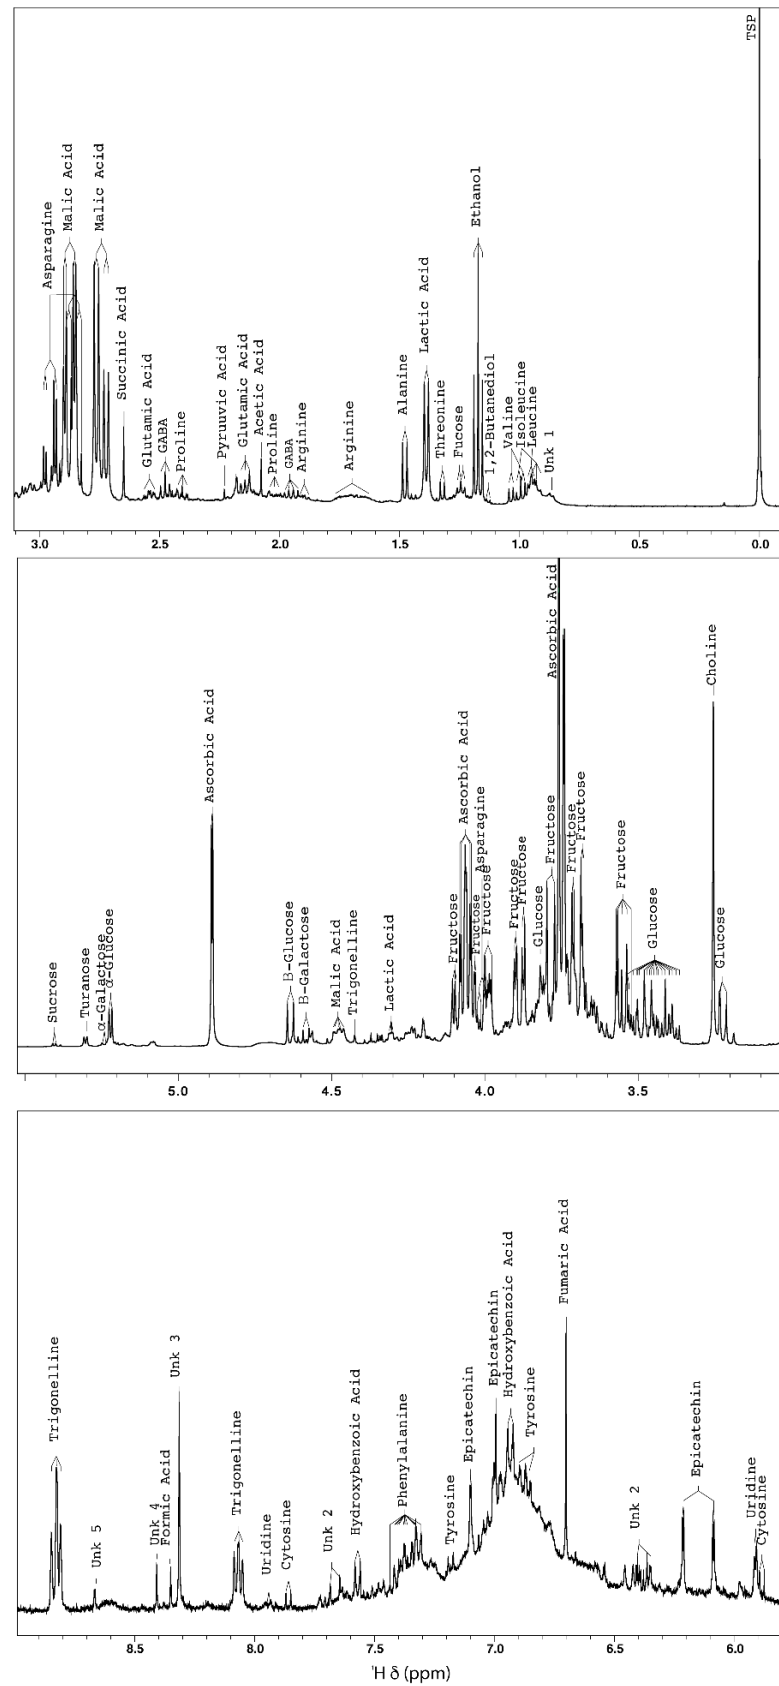 TSP
Asparagine
Malic Acid
Malic Acid
Succinic Acid
Glutamic Acid
GABA
Proline
Pyruuvic Acid
Glutamic Acid
Acetic Acid
Proline
GABA
Arginine
Arginine
Alanine
Lactic Acid
Threonine
Fucose
Ethanol
1,2-Butanediol
Valine
Isoleucine
Leucine
Unk 1
3.0 2.5 2.0 1.5 1.0 0.5 0.0
Sucrose
Turanose
α-Galactose
α-Glucose
Ascorbic Acid
B-Glucose
B-Galactose
Malic Acid
Trigonelline
Lactic Acid
Fructose
Ascorbic Acid
Fructose
Asparagine
Fructose
Fructose
Fructose
Glucose
Fructose
Ascorbic Acid
Fructose
Fructose
Fructose
Glucose
Choline
Glucose
5.0 4.5 4.0 3.5
Trigonelline
Unk 5
Unk 4
Formic Acid
Unk 3
Trigonelline
Uridine
Cytosine
Unk 2
Hydroxybenzoic Acid
Phenylalanine
Tyrosine
Epicatechin
Epicatechin
Hydroxybenzoic Acid
Tyrosine
Fumaric Acid
Unk 2
Epicatechin
Uridine
Cytosine
8.5 8.0 7.5 7.0 6.5 6.0
¹H δ (ppm)